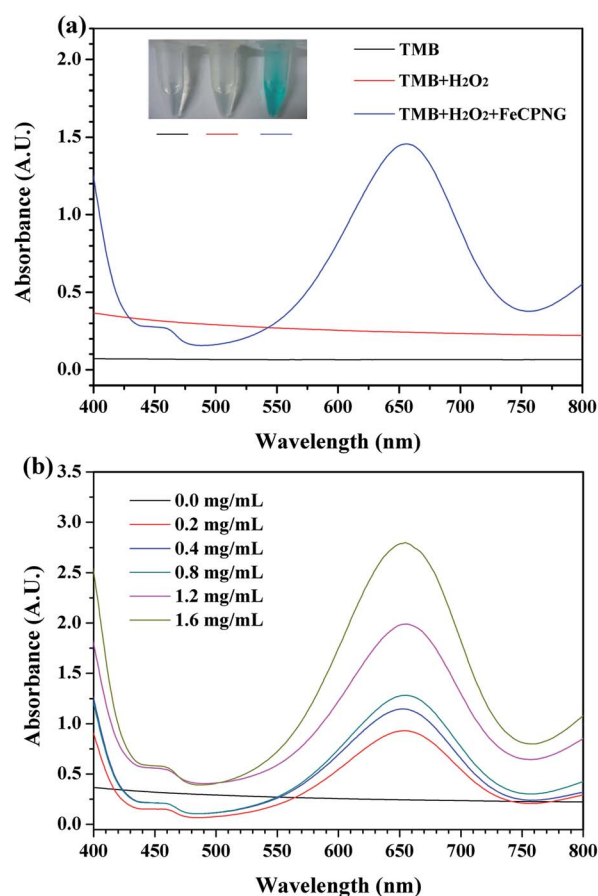 (a)
2.0
1.5
1.0
0.5
0.0
Absorbance (A.U.)
TMB
TMB+H₂O₂
TMB+H₂O₂+FeCPNG
400 450 500 550 600 650 700 750 800
Wavelength (nm)
(b)
3.5
3.0
2.5
2.0
1.5
1.0
0.5
0.0
Absorbance (A.U.)
0.0 mg/mL
0.2 mg/mL
0.4 mg/mL
0.8 mg/mL
1.2 mg/mL
1.6 mg/mL
400 450 500 550 600 650 700 750 800
Wavelength (nm)